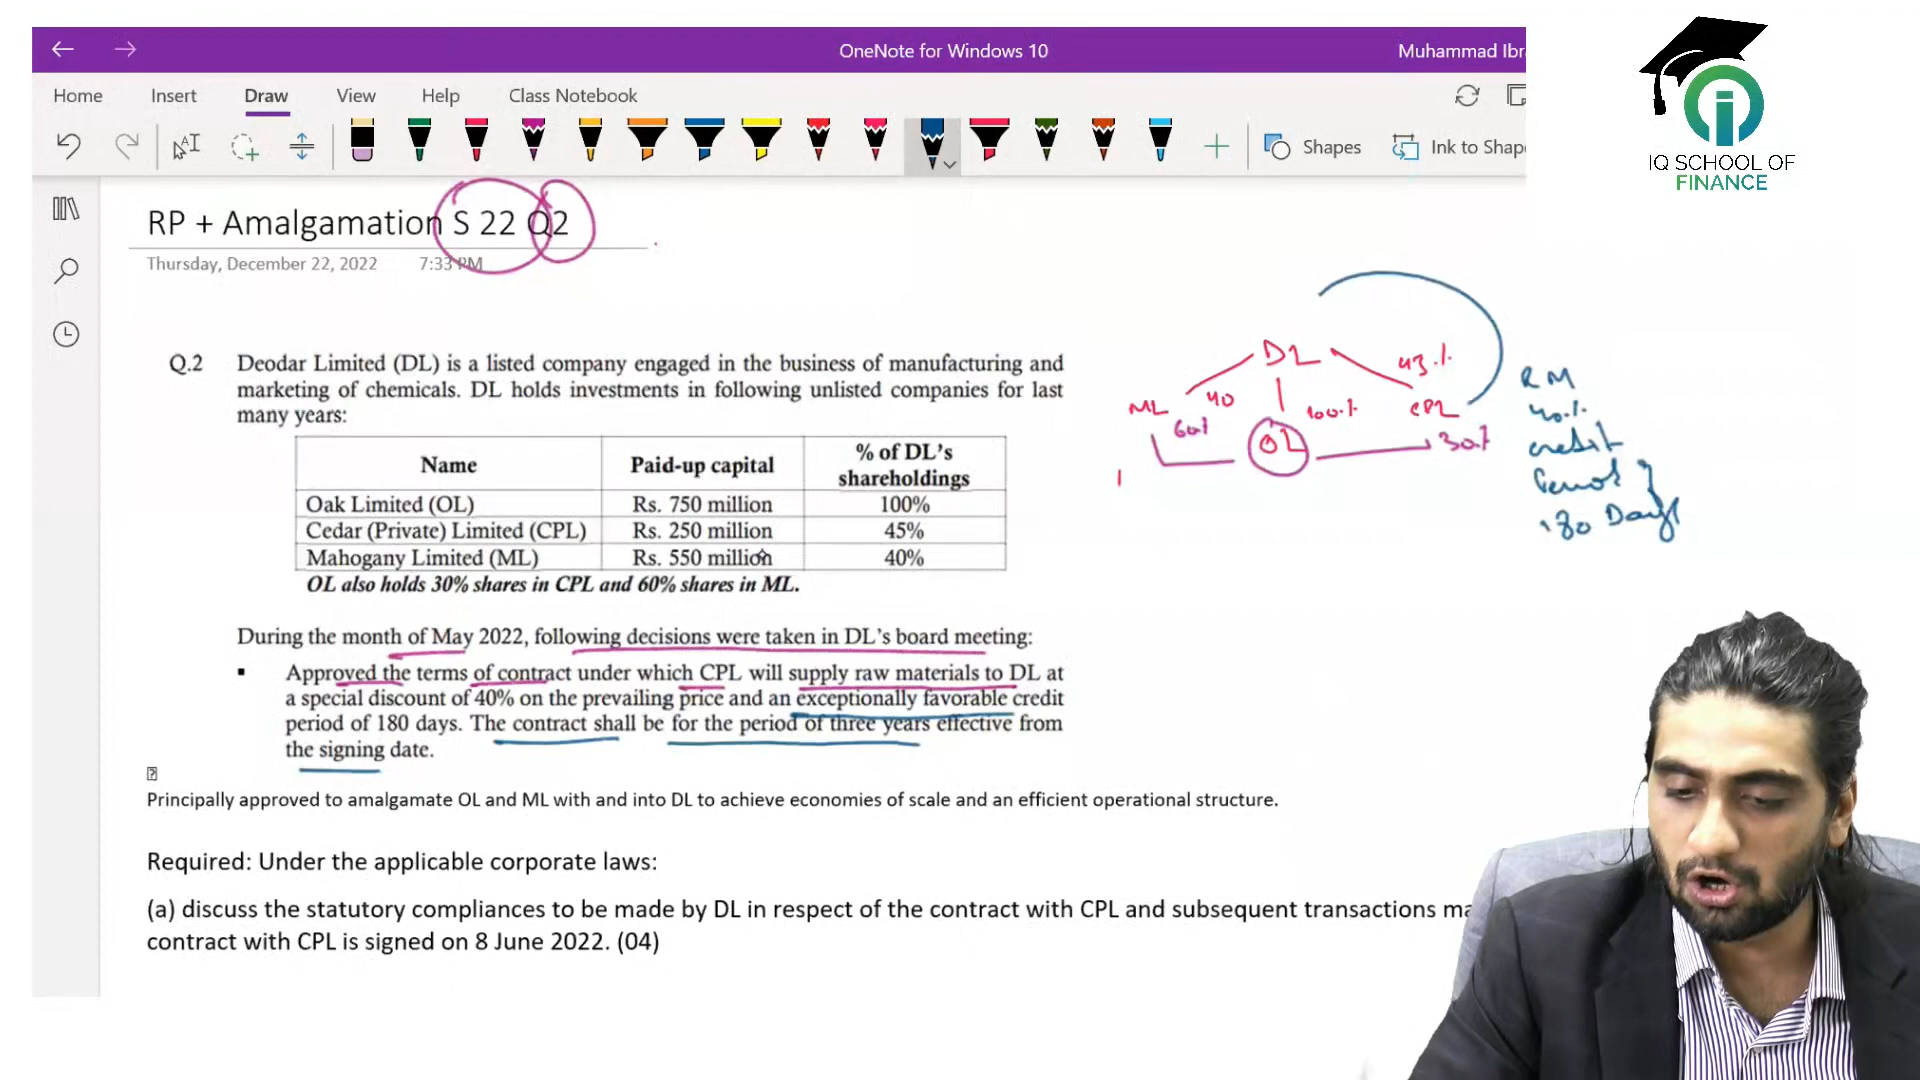 OneNote for Windows 10
Muhammad Ibr
Home Insert Draw View Help Class Notebook
Shapes Ink to Shap
IQ SCHOOL OF
FINANCE
RP + Amalgamation S 22 Q2
Thursday, December 22, 2022 7:33 PM
Q.2 Deodar Limited (DL) is a listed company engaged in the business of manufacturing and
marketing of chemicals. DL holds investments in following unlisted companies for last
many years:
Name Paid-up capital % of DL's shareholdings
Oak Limited (OL) Rs. 750 million 100%
Cedar (Private) Limited (CPL) Rs. 250 million 45%
Mahogany Limited (ML) Rs. 550 million 40%
OL also holds 30% shares in CPL and 60% shares in ML.
During the month of May 2022, following decisions were taken in DL's board meeting:
▪ Approved the terms of contract under which CPL will supply raw materials to DL at
a special discount of 40% on the prevailing price and an exceptionally favorable credit
period of 180 days. The contract shall be for the period of three years effective from
the signing date.
Principally approved to amalgamate OL and ML with and into DL to achieve economies of scale and an efficient operational structure.
Required: Under the applicable corporate laws:
(a) discuss the statutory compliances to be made by DL in respect of the contract with CPL and subsequent transactions ma
contract with CPL is signed on 8 June 2022. (04)
DL
ML 40 100% CPL
60% OL 30%
RM
40%
credit
Period
180 Days